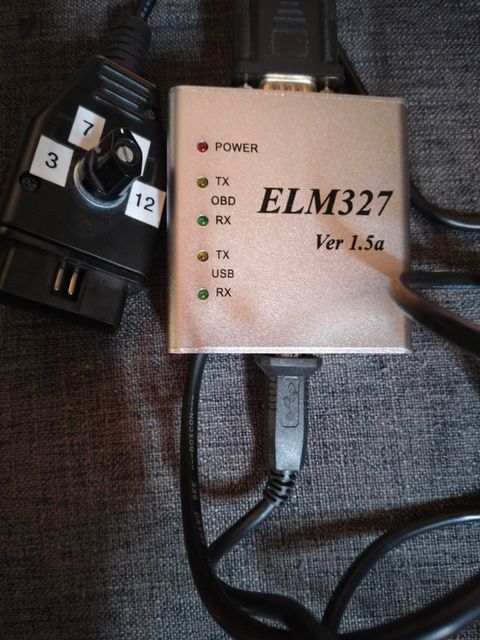 POWER
TX
OBD
RX
TX
USB
RX
ELM327
Ver 1.5a
7
3
12